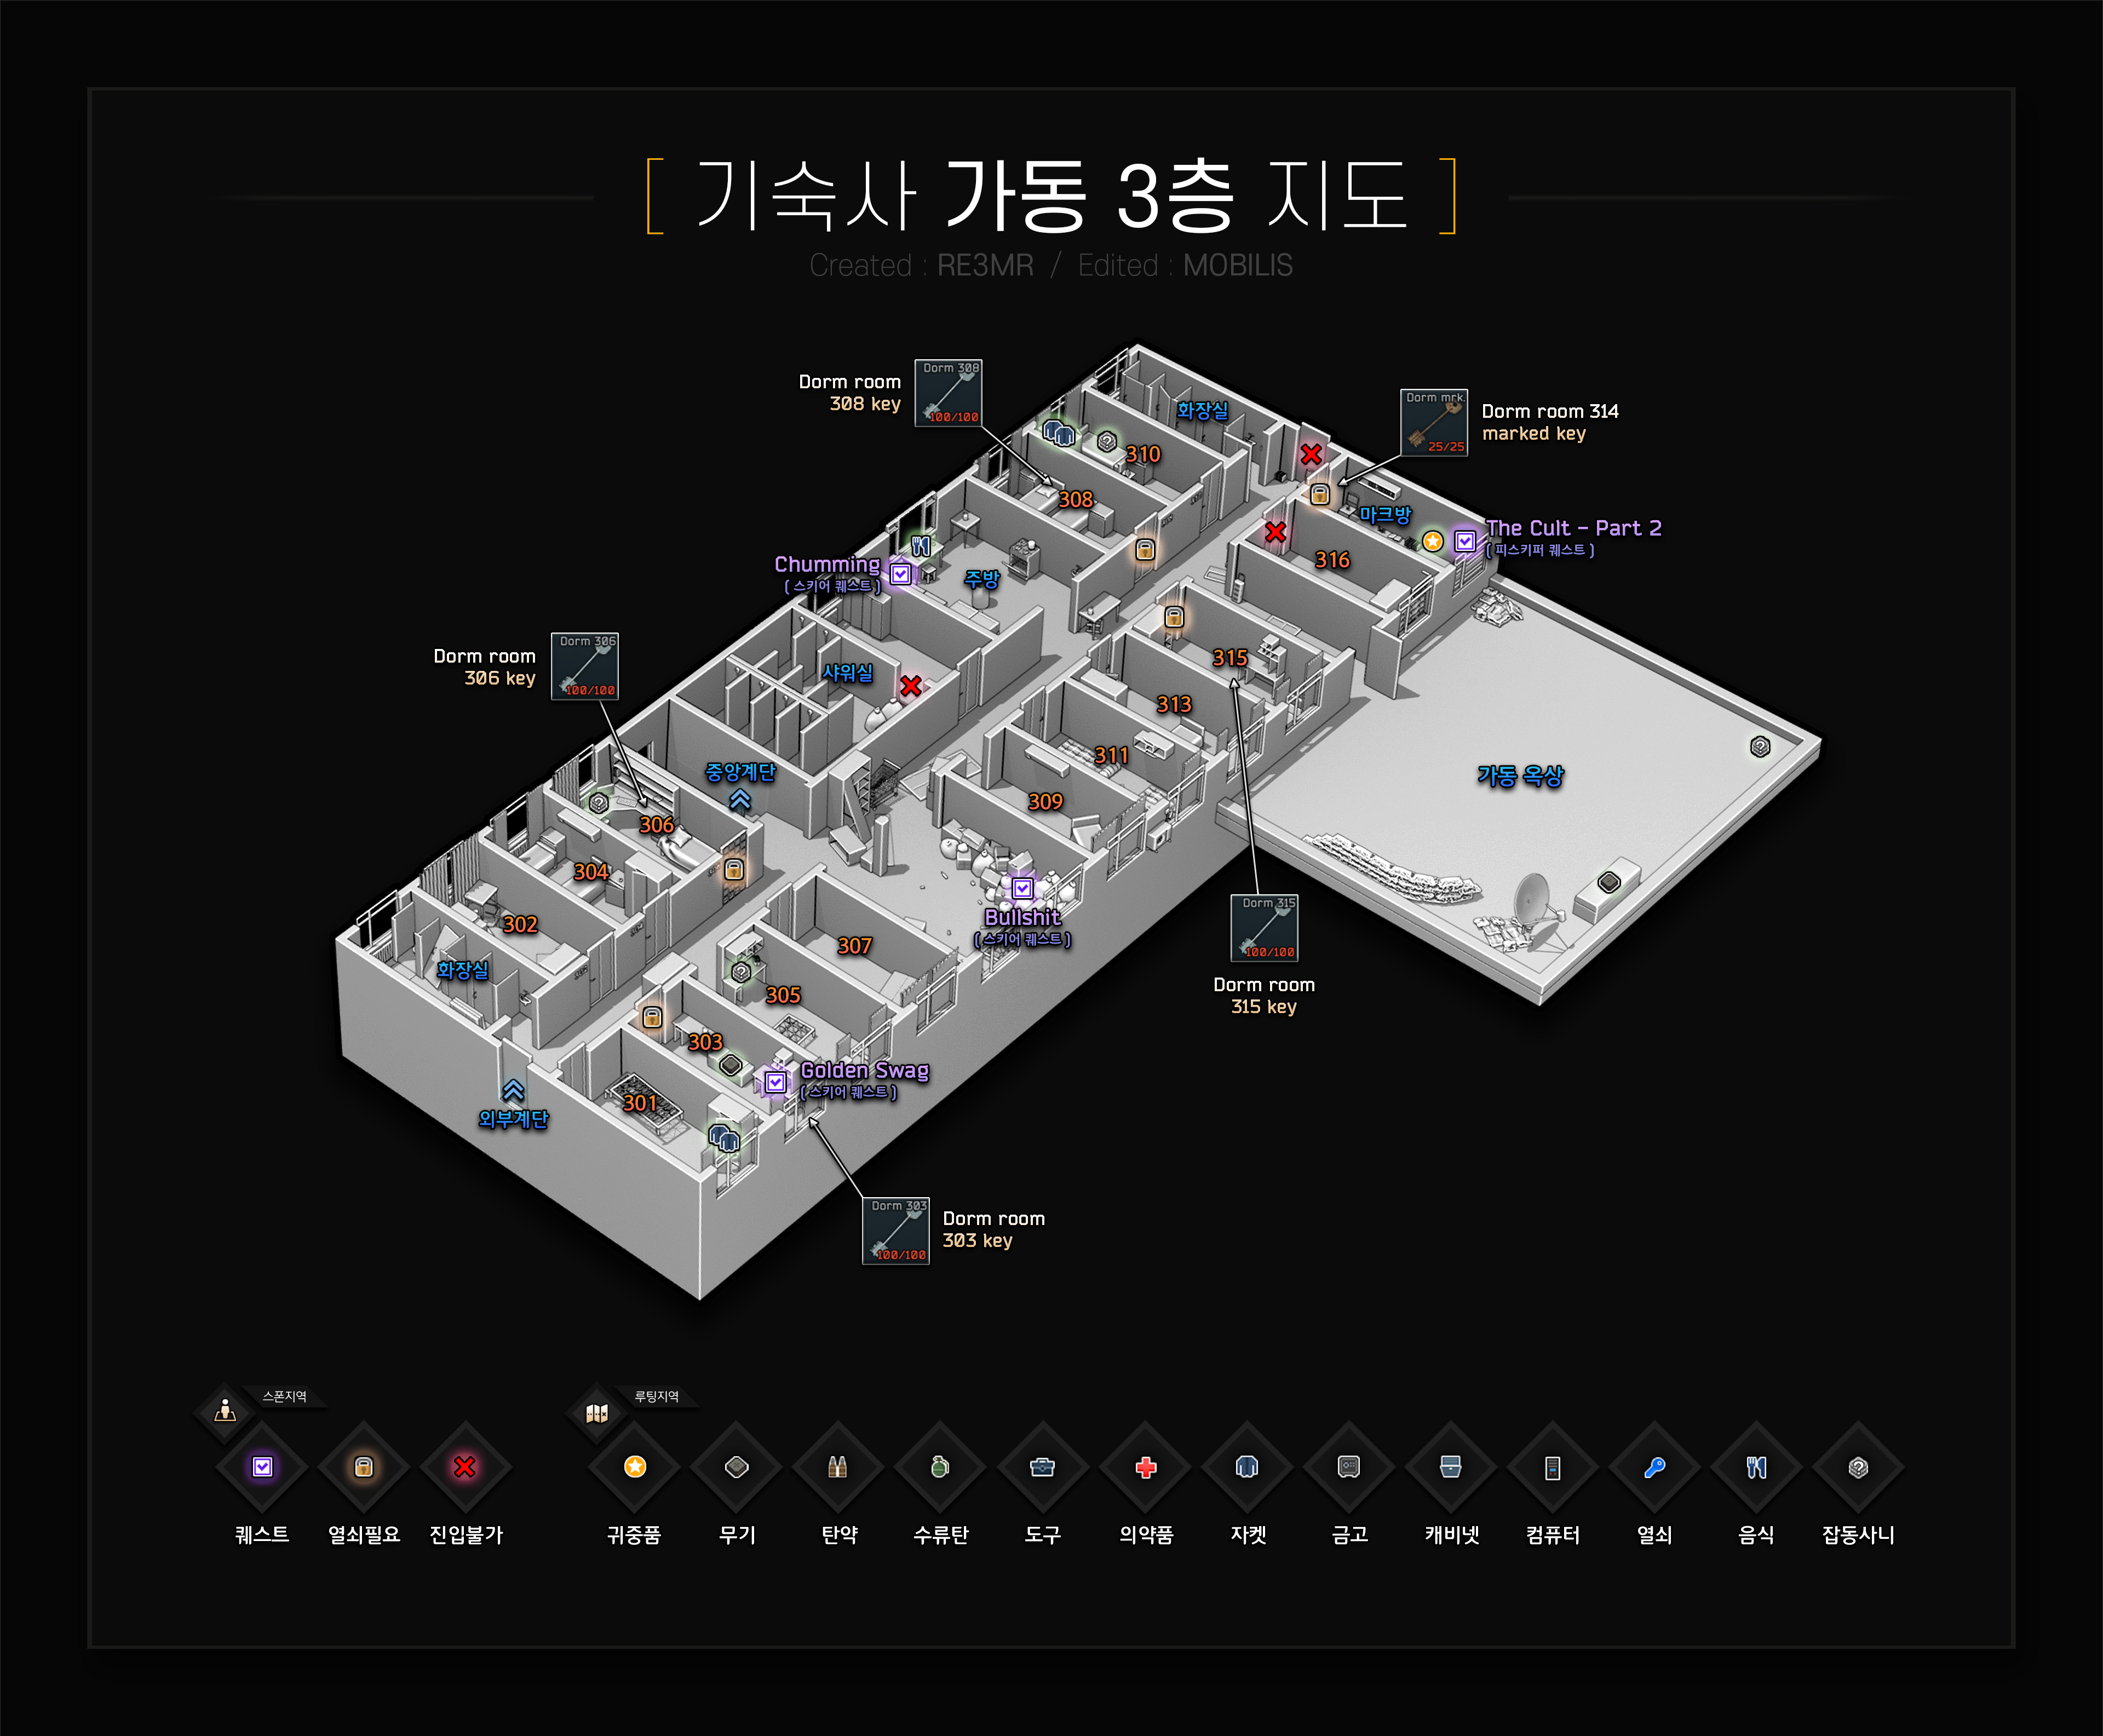 [ 기숙사 가동 3층 지도 ]
Created : RE3MR / Edited : MOBILIS
Dorm room
308 key
Dorm 308
100/100
Dorm mrk.
25/25
Dorm room 314
marked key
화장실
310
308
마크방
The Cult - Part 2
( 피스키퍼 퀘스트 )
316
Chumming
( 스키어 퀘스트 )
주방
Dorm room
306 key
Dorm 306
100/100
샤워실
315
313
311
309
중앙계단
가동 옥상
306
304
302
화장실
Bullshit
( 스키어 퀘스트 )
307
305
303
301
Dorm 315
100/100
Dorm room
315 key
Golden Swag
( 스키어 퀘스트 )
외부계단
Dorm 303
100/100
Dorm room
303 key
스폰지역
루팅지역
퀘스트 열쇠필요 진입불가 귀중품 무기 탄약 수류탄 도구 의약품 자켓 금고 캐비넷 컴퓨터 열쇠 음식 잡동사니